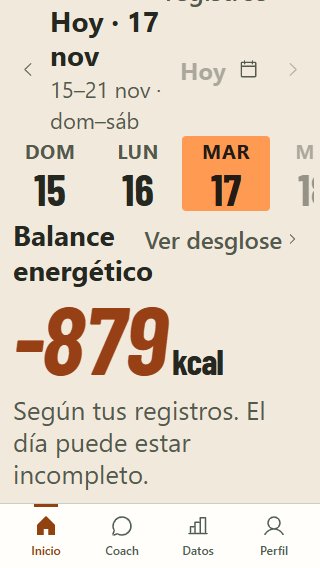 Hoy · 17
nov
15–21 nov ·
dom–sáb
Hoy
DOM LUN MAR
15 16 17
Balance
energético
Ver desglose
-879 kcal
Según tus registros. El
día puede estar
incompleto.
Inicio Coach Datos Perfil